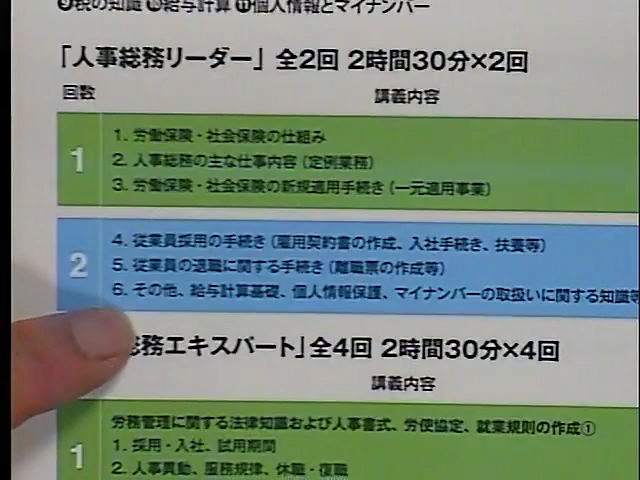 税の知識 ⑩給与計算 ⑪個人情報とマイナンバー
「人事総務リーダー」 全2回 2時間30分×2回
回数 講義内容
1
1. 労働保険・社会保険の仕組み
2. 人事総務の主な仕事内容（定例業務）
3. 労働保険・社会保険の新規適用手続き（一元適用事業）
2
4. 従業員採用の手続き（雇用契約書の作成、入社手続き、扶養等）
5. 従業員の退職に関する手続き（離職票の作成等）
6. その他、給与計算基礎、個人情報保護、マイナンバーの取扱いに関する知識等
総務エキスパート」全4回 2時間30分×4回
講義内容
1
労務管理に関する法律知識および人事書式、労使協定、就業規則の作成①
1. 採用・入社、試用期間
2. 人事異動、服務規律、休職・復職